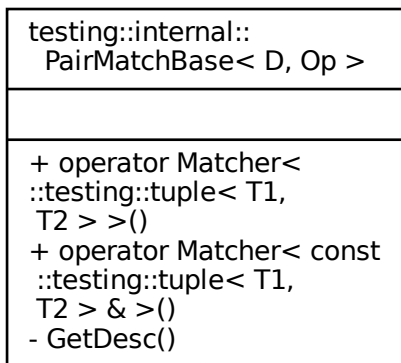 testing::internal::
PairMatchBase< D, Op >
+ operator Matcher<
::testing::tuple< T1,
T2 > >()
+ operator Matcher< const
::testing::tuple< T1,
T2 > & >()
- GetDesc()